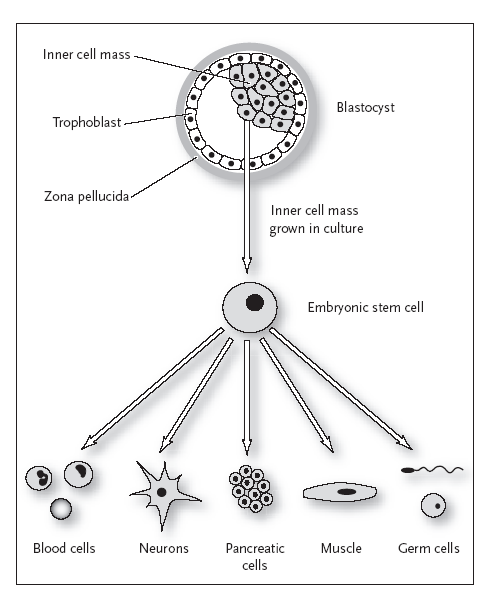 Inner cell mass
Trophoblast
Blastocyst
Zona pellucida
Inner cell mass
grown in culture
Embryonic stem cell
Blood cells
Neurons
Pancreatic
cells
Muscle
Germ cells